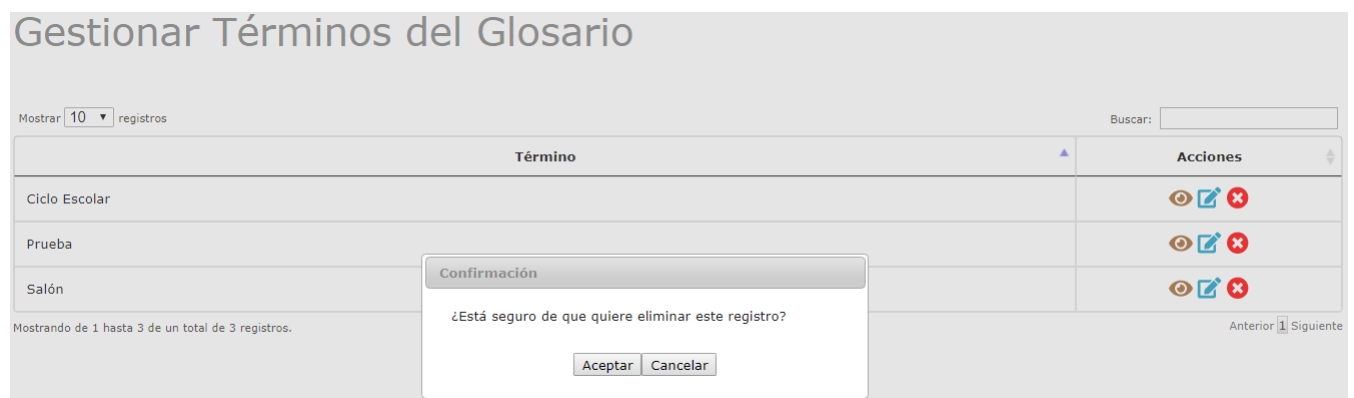 Gestionar Términos del Glosario
Mostrar 10 registros
Buscar:
Término Acciones
Ciclo Escolar
Prueba
Salón
Confirmación
¿Está seguro de que quiere eliminar este registro?
Aceptar Cancelar
Mostrando de 1 hasta 3 de un total de 3 registros.
Anterior 1 Siguiente